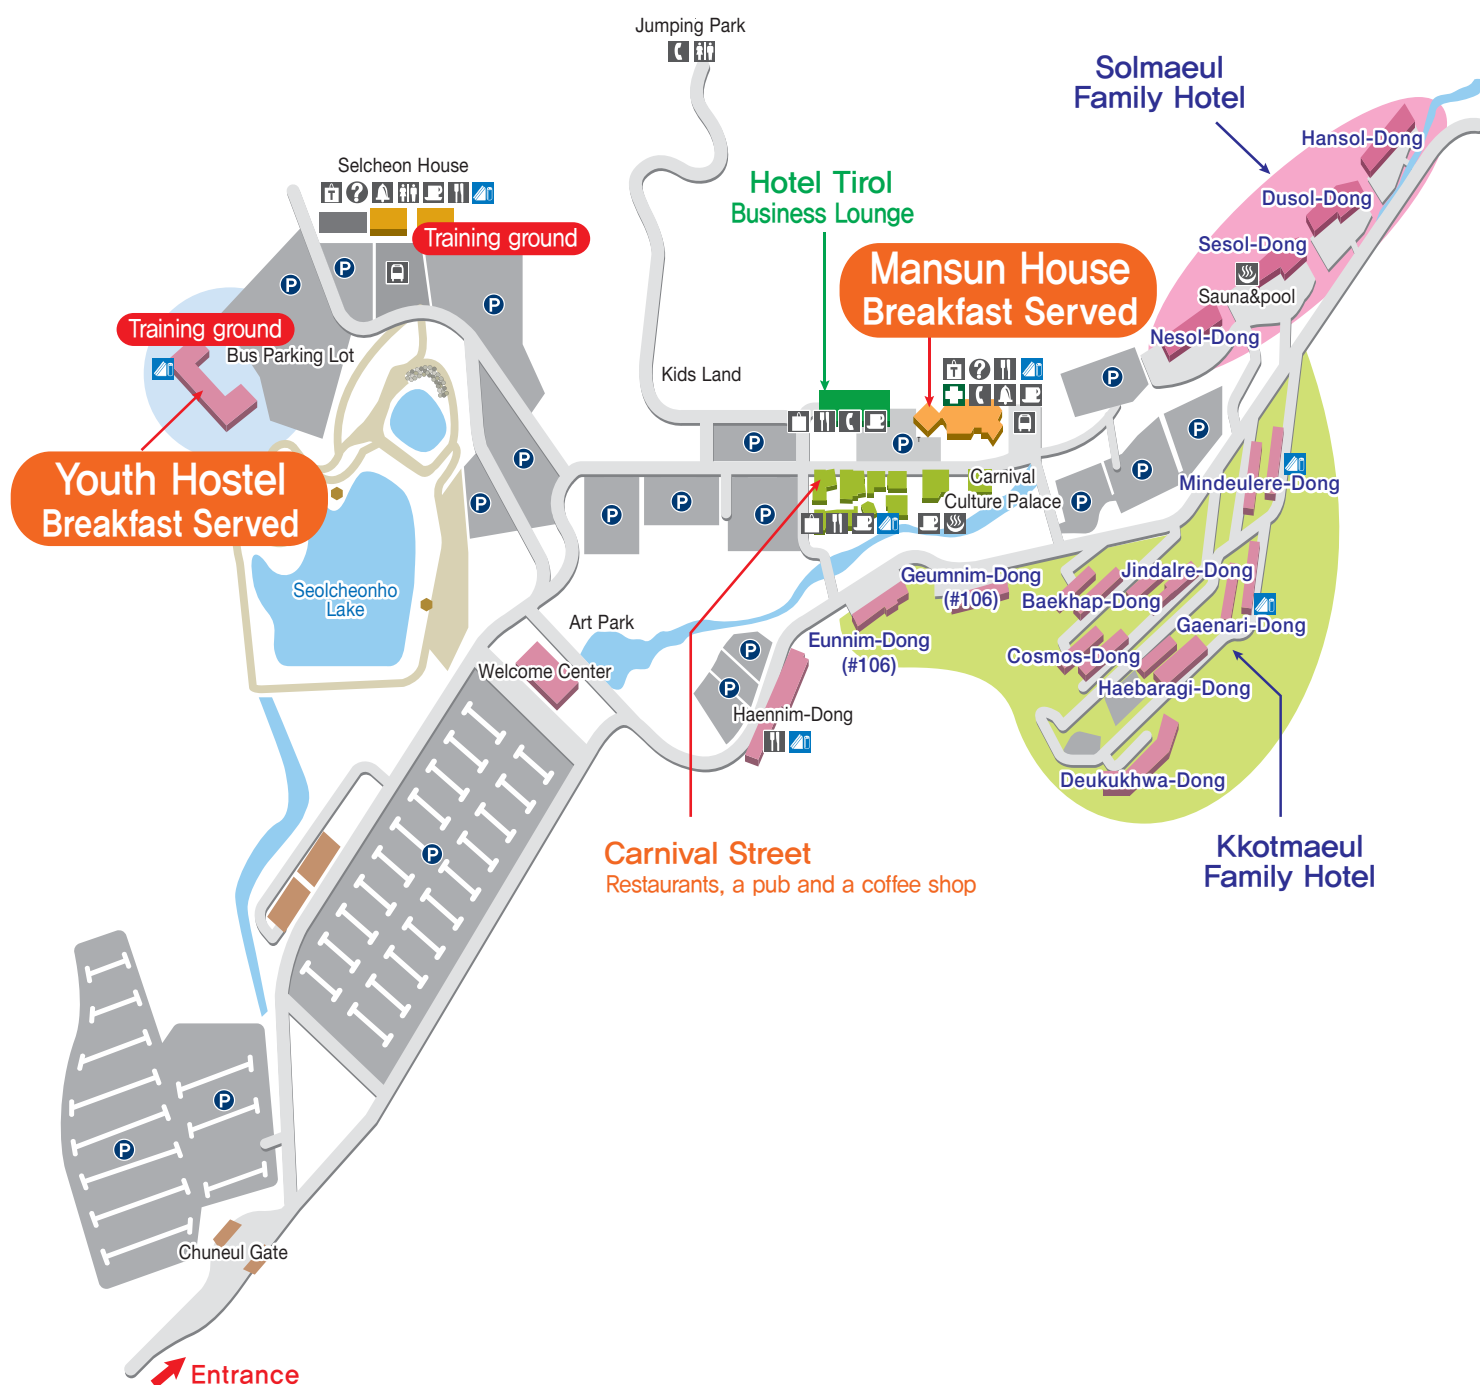 Jumping Park
Solmaeul
Family Hotel
Hansol-Dong
Selcheon House
T
?
Hotel Tirol
Business Lounge
Dusol-Dong
Training ground
Sesol-Dong
Mansun House
Breakfast Served
Sauna&pool
P
P
P
Training ground
Bus Parking Lot
Nesol-Dong
Kids Land
T
?
P
P
P
P
P
Carnival
Culture Palace
Youth Hostel
Breakfast Served
P
P
P
P
P
P
P
Mindeulere-Dong
Seolcheonho
Lake
Geumnim-Dong
(#106)
Jindalre-Dong
Baekhap-Dong
Art Park
Eunnim-Dong
(#106)
Gaenari-Dong
Cosmos-Dong
P
P
Welcome Center
Haebaragi-Dong
Haennim-Dong
Deukukhwa-Dong
Carnival Street
Restaurants, a pub and a coffee shop
Kkotmaeul
Family Hotel
P
P
P
Chuneul Gate
Entrance